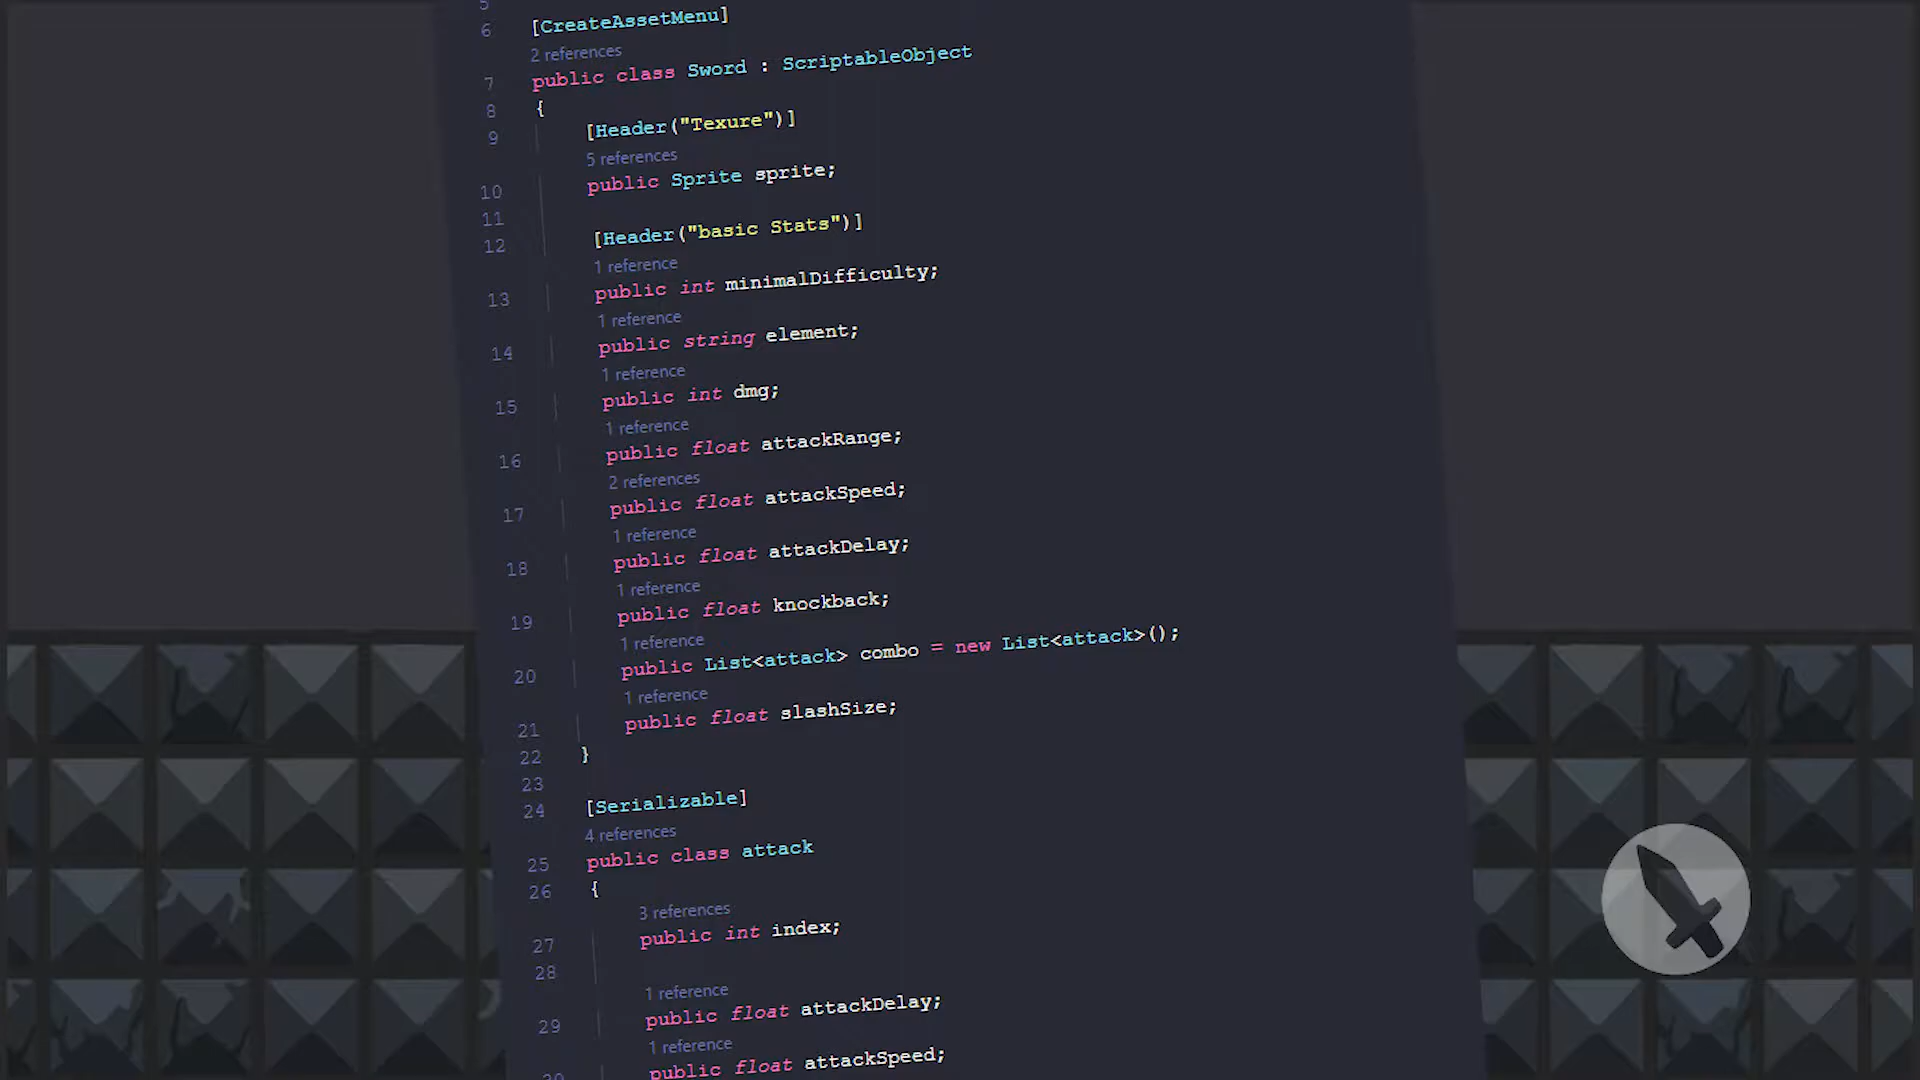 5
6 [CreateAssetMenu]
2 references
7 public class Sword : ScriptableObject
8 {
9 [Header("Texure")]
5 references
10 public Sprite sprite;
11
12 [Header("basic Stats")]
1 reference
13 public int minimalDifficulty;
1 reference
14 public string element;
1 reference
15 public int dmg;
1 reference
16 public float attackRange;
2 references
17 public float attackSpeed;
1 reference
18 public float attackDelay;
1 reference
19 public float knockback;
1 reference
20 public List<attack> combo = new List<attack>();
1 reference
21 public float slashSize;
22 }
23
24 [Serializable]
4 references
25 public class attack
26 {
3 references
27 public int index;
28
1 reference
29 public float attackDelay;
1 reference
30 public float attackSpeed;